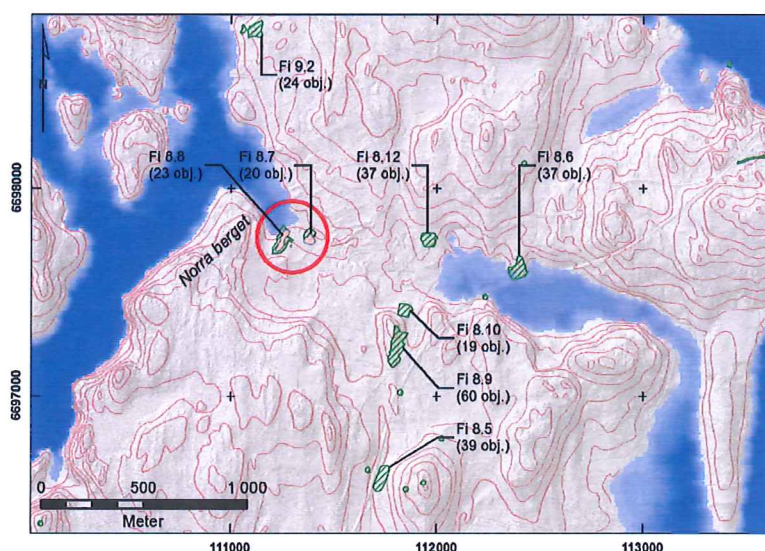 N
Fi 9.2
(24 obj.)
Fi 8.8
(23 obj.)
Fi 8.7
(20 obj.)
Fi 8.12
(37 obj.)
Fi 8.6
(37 obj.)
6698000
Norra berget
Fi 8.10
(19 obj.)
Fi 8.9
(60 obj.)
6697000
Fi 8.5
(39 obj.)
0 500 1 000
Meter
111000 112000 113000